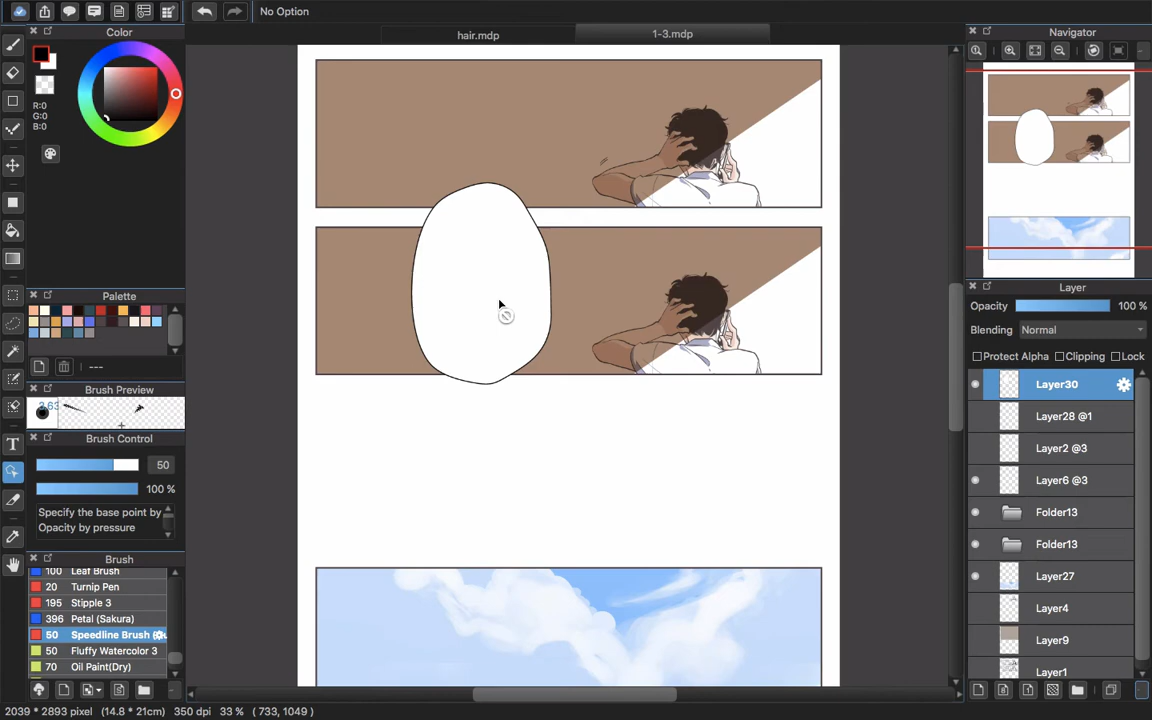 No Option
Color
hair.mdp
1-3.mdp
Navigator
R:0
G:0
B:0
Palette
---
Brush Preview
Brush Control
50
100 %
Specify the base point by
Opacity by pressure
Brush
100 Leaf Brush
20 Turnip Pen
195 Stipple 3
396 Petal (Sakura)
50 Speedline Brush
50 Fluffy Watercolor 3
70 Oil Paint(Dry)
Layer
Opacity 100 %
Blending Normal
Protect Alpha Clipping Lock
Layer30
Layer28 @1
Layer2 @3
Layer6 @3
Folder13
Folder13
Layer27
Layer4
Layer9
Layer1
2039 * 2893 pixel (14.8 * 21cm) 350 dpi 33 % ( 733, 1049 )